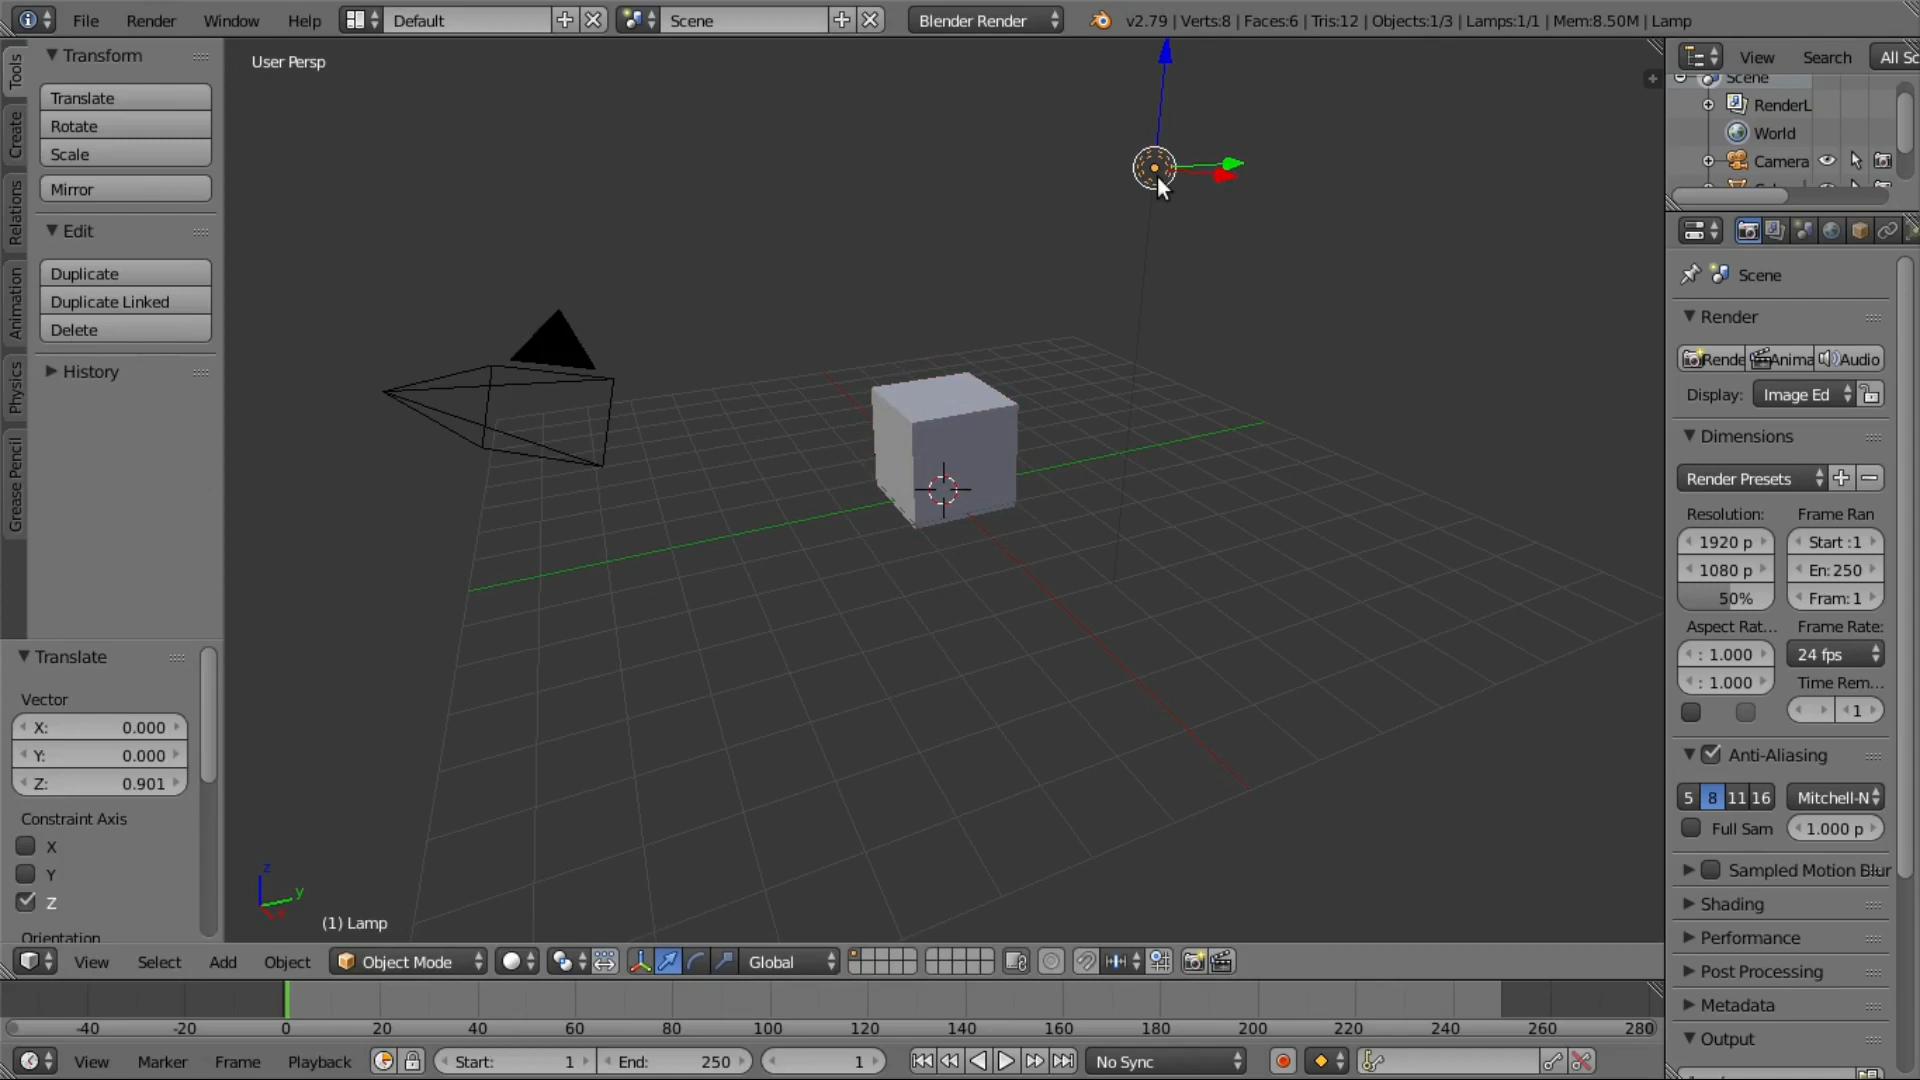 File Render Window Help Default Scene Blender Render v2.79 | Verts:8 | Faces:6 | Tris:12 | Objects:1/3 | Lamps:1/1 | Mem:8.50M | Lamp
Tools
Create
Relations
Animation
Physics
Grease Pencil
Transform
Translate
Rotate
Scale
Mirror
Edit
Duplicate
Duplicate Linked
Delete
History
Translate
Vector
X: 0.000
Y: 0.000
Z: 0.901
Constraint Axis
X
Y
Z
Orientation
User Persp
z
y
(1) Lamp
View Search All Sc
Scene
RenderL
World
Camera
Scene
Render
Rende Anima Audio
Display: Image Ed
Dimensions
Render Presets
Resolution: Frame Ran
1920 p Start :1
1080 p En: 250
50% Fram: 1
Aspect Rat... Frame Rate:
: 1.000 24 fps
: 1.000 Time Rem...
1
Anti-Aliasing
5 8 11 16 Mitchell-N
Full Sam 1.000 p
Sampled Motion Blur
Shading
Performance
Post Processing
Metadata
Output
View Select Add Object Object Mode Global
-40 -20 0 20 40 60 80 100 120 140 160 180 200 220 240 260 280
View Marker Frame Playback Start: 1 End: 250 1 No Sync